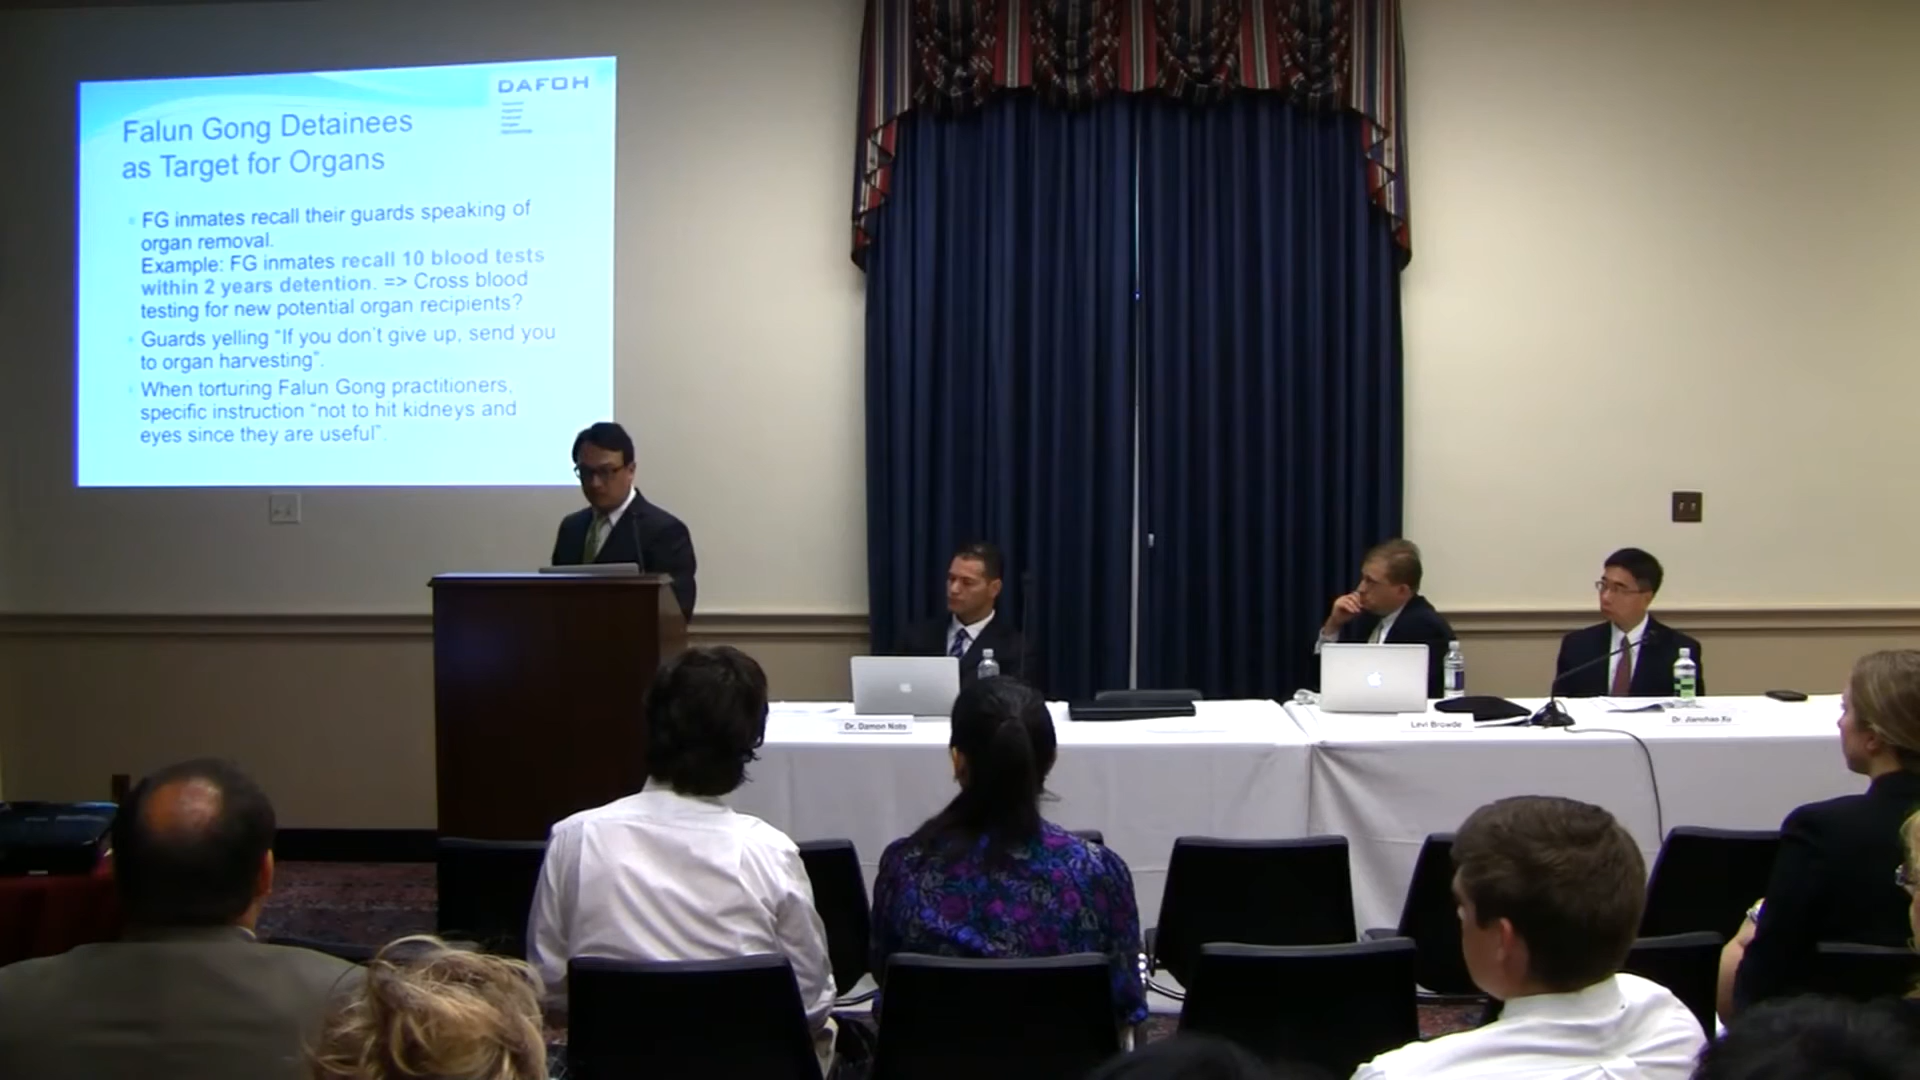 DAFOH
Falun Gong Detainees
as Target for Organs
FG inmates recall their guards speaking of
organ removal.
Example: FG inmates recall 10 blood tests
within 2 years detention. => Cross blood
testing for new potential organ recipients?
Guards yelling “If you don’t give up, send you
to organ harvesting”.
When torturing Falun Gong practitioners,
specific instruction “not to hit kidneys and
eyes since they are useful”.
Dr. Damon Noto
Levi Browde
Dr. Jianchao Xu